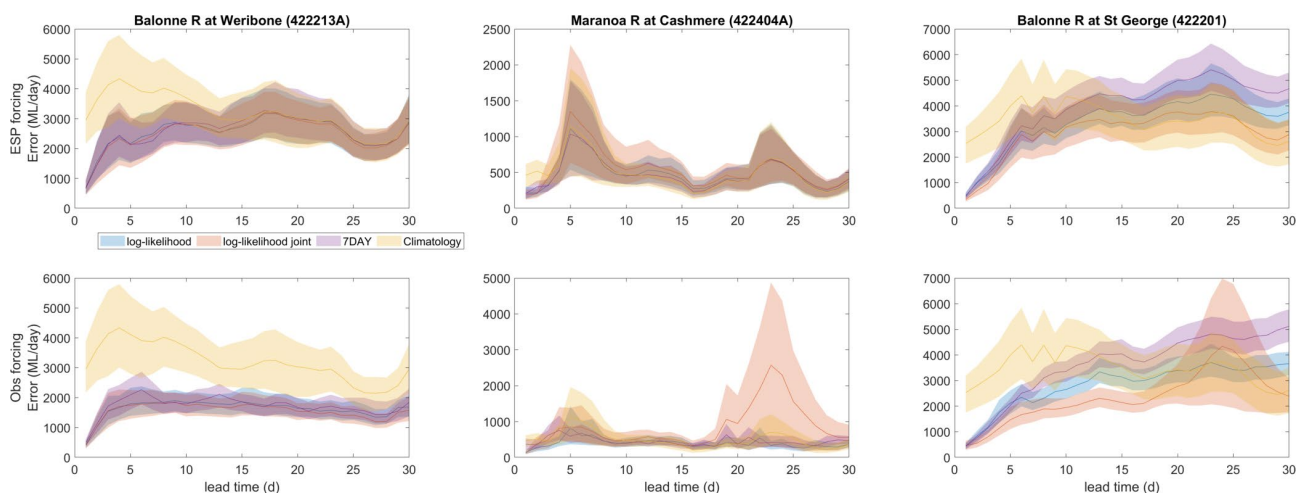 Balonne R at Weribone (422213A)
Maranoa R at Cashmere (422404A)
Balonne R at St George (422201)
ESP forcing
Error (ML/day)
6000
5000
4000
3000
2000
1000
0
0 5 10 15 20 25 30
2500
2000
1500
1000
500
0
0 5 10 15 20 25 30
7000
6000
5000
4000
3000
2000
1000
0
0 5 10 15 20 25 30
log-likelihood log-likelihood joint 7DAY Climatology
Obs forcing
Error (ML/day)
6000
5000
4000
3000
2000
1000
0
0 5 10 15 20 25 30
lead time (d)
5000
4000
3000
2000
1000
0
0 5 10 15 20 25 30
lead time (d)
7000
6000
5000
4000
3000
2000
1000
0
0 5 10 15 20 25 30
lead time (d)